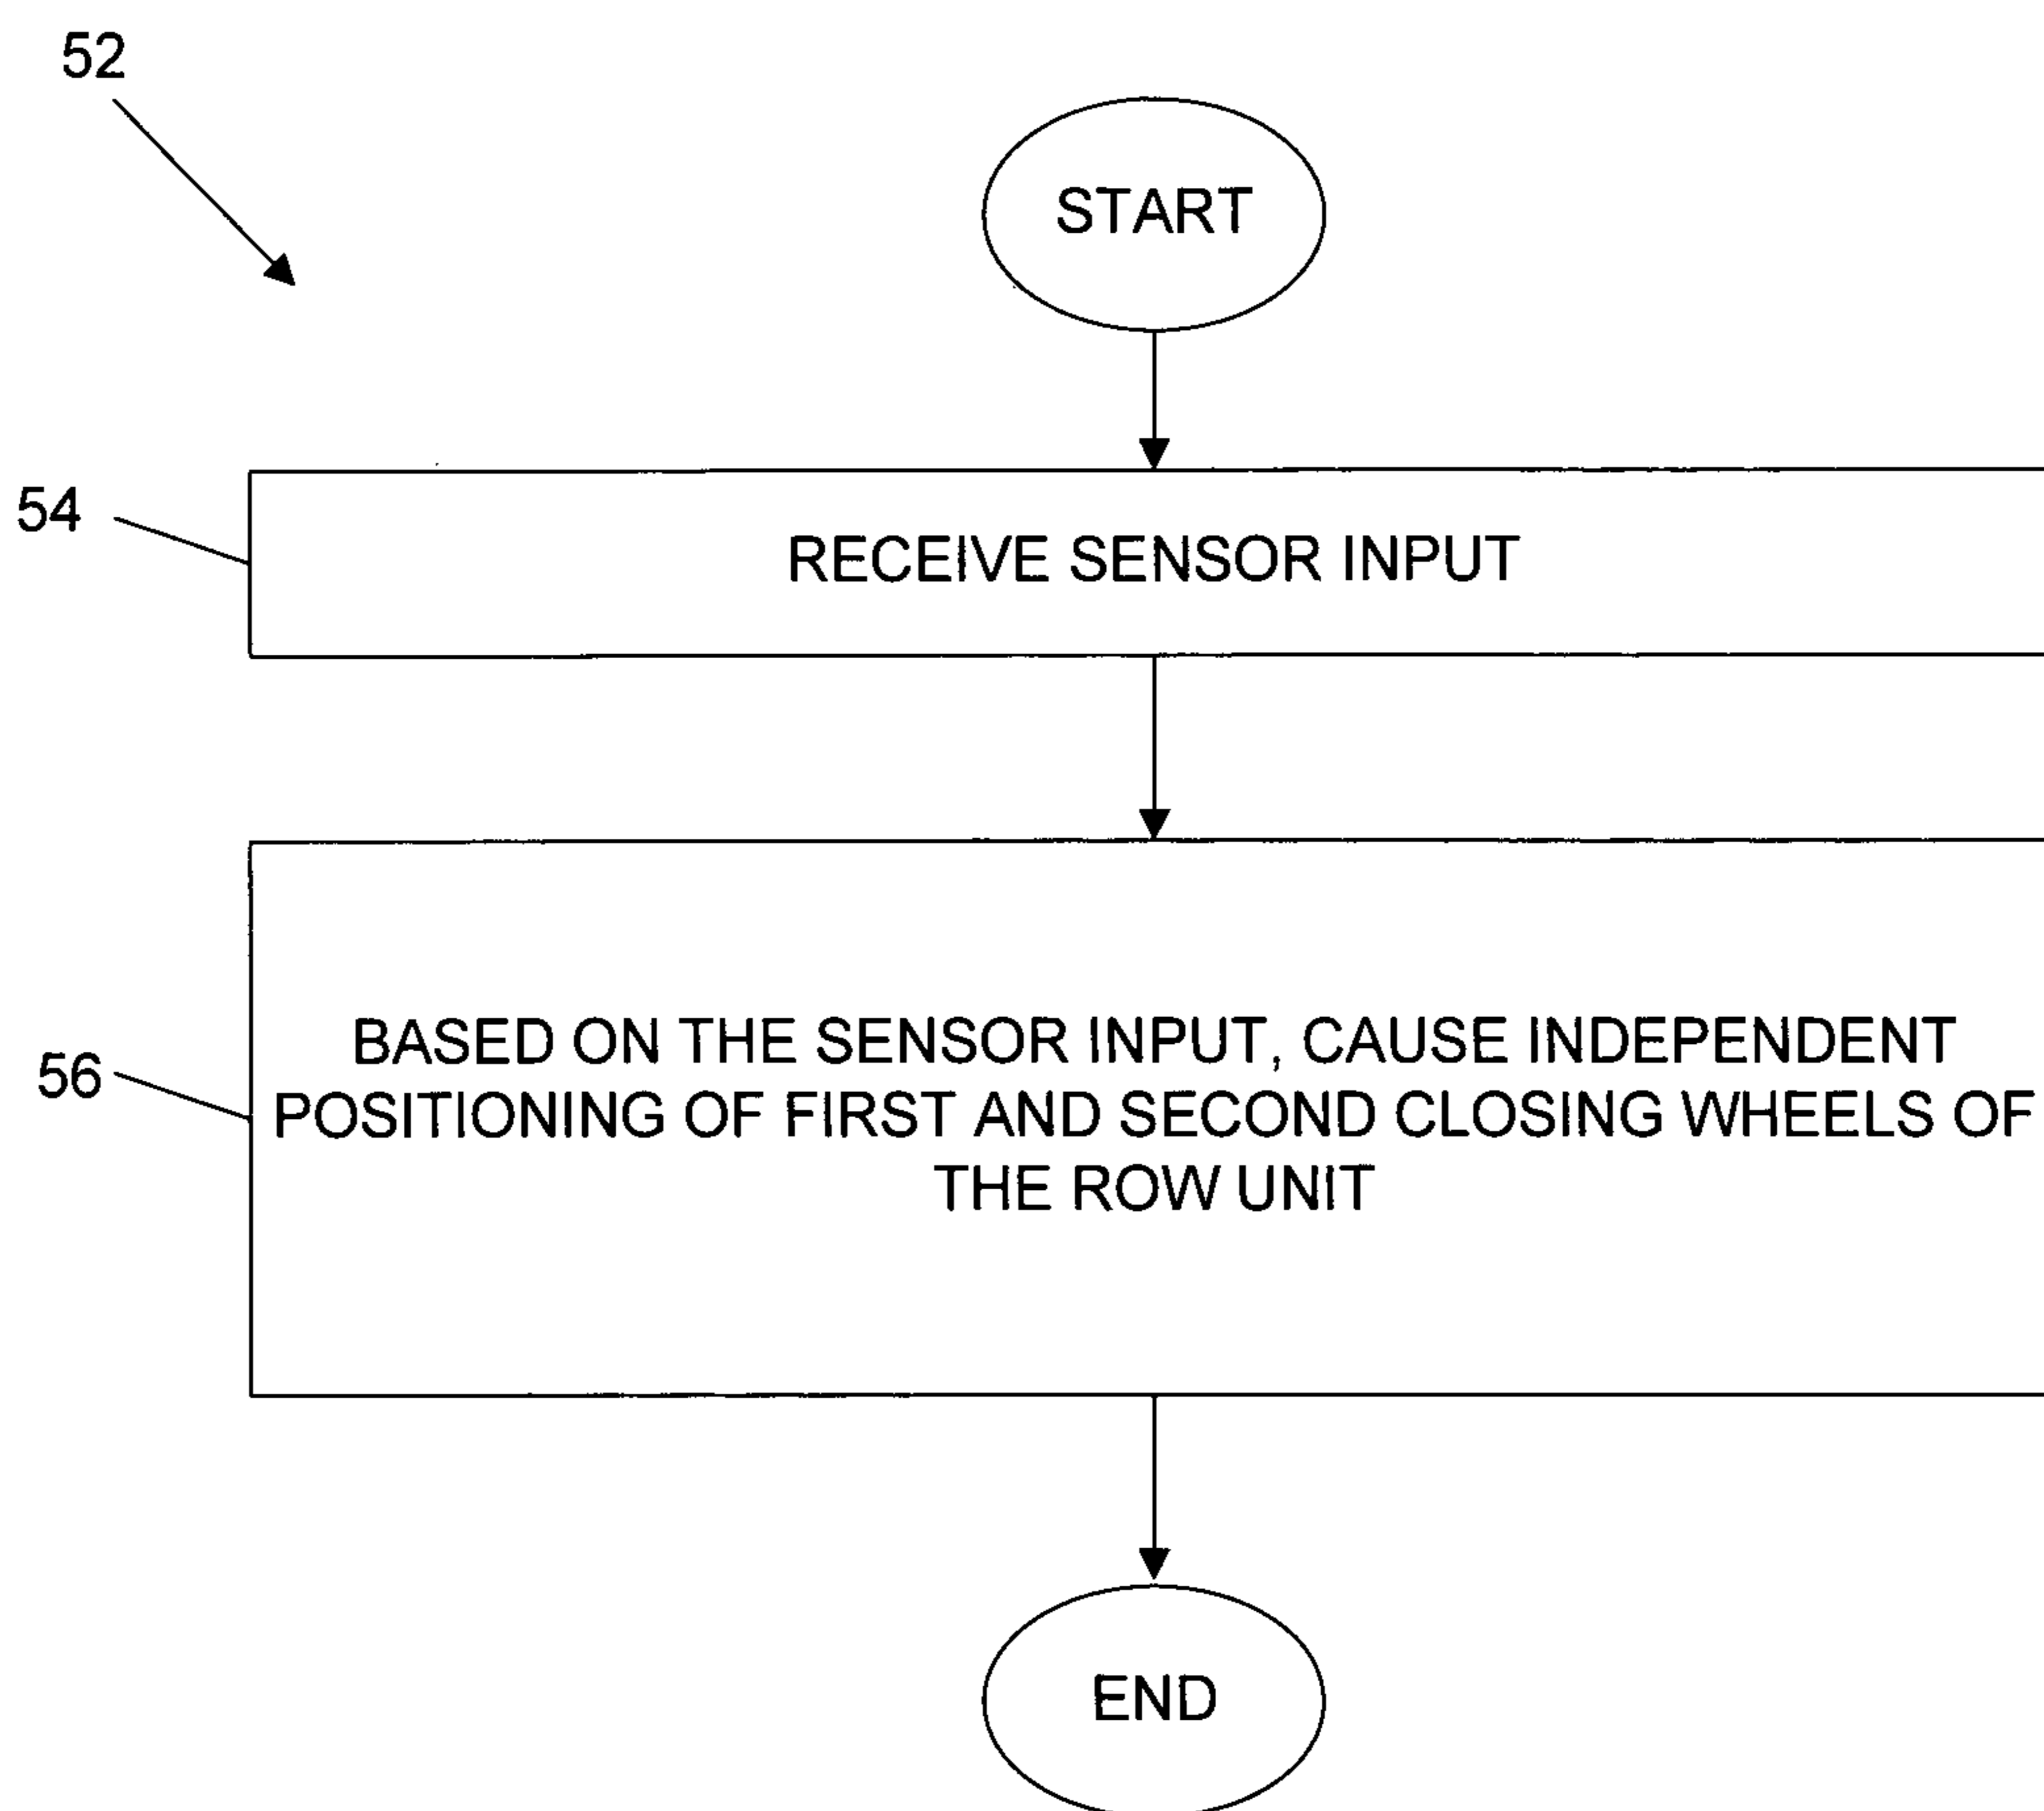 52
START
54
RECEIVE SENSOR INPUT
56
BASED ON THE SENSOR INPUT, CAUSE INDEPENDENT
POSITIONING OF FIRST AND SECOND CLOSING WHEELS OF
THE ROW UNIT
END